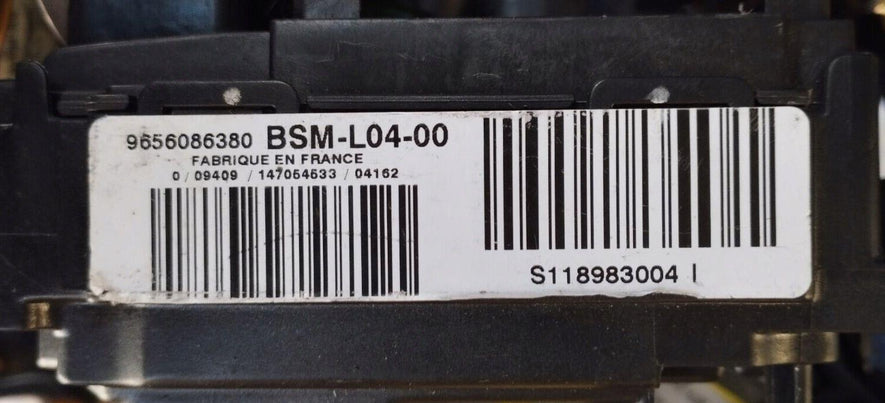 9656086380 BSM-L04-00
FABRIQUE EN FRANCE
0 / 09409 / 147054533 / 04162
S118983004 I